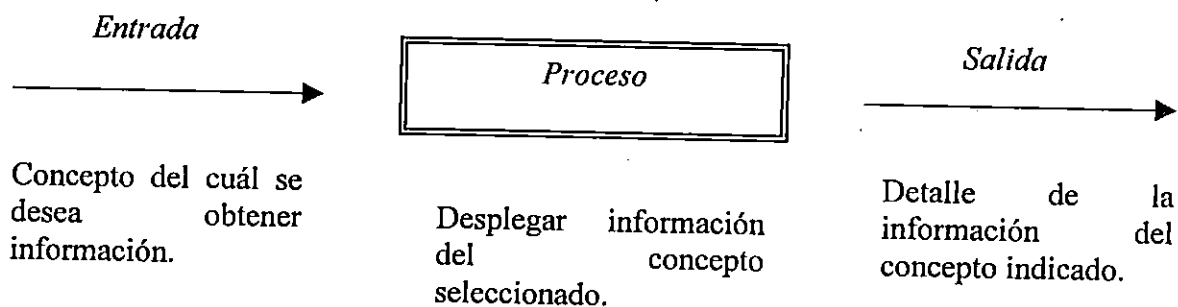 Entrada
Proceso
Salida
Concepto del cuál se
desea obtener
información.
Desplegar información
del concepto
seleccionado.
Detalle de la
información del
concepto indicado.